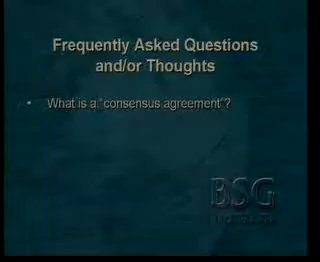 Frequently Asked Questions
and/or Thoughts
• What is a "consensus agreement"?
BSG